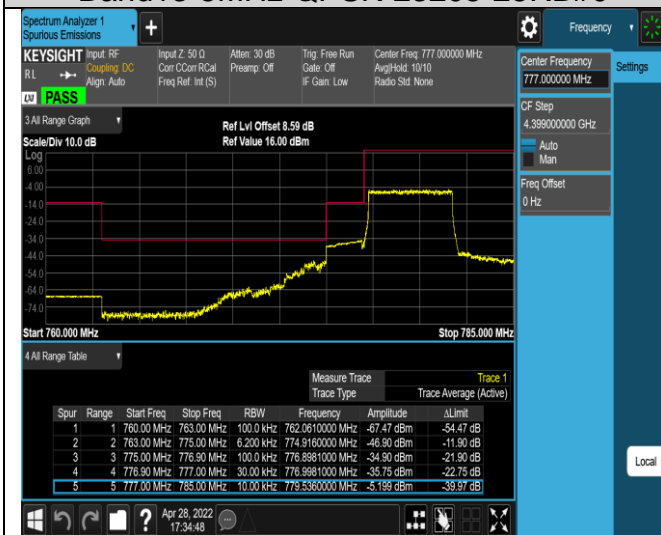 Spectrum Analyzer 1
Spurious Emissions
+
Frequency
KEYSIGHT
RL
PASS
Input: RF
Coupling: DC
Align: Auto
Input Z: 50 Ω
Corr CCorr RCal
Freq Ref: Int (S)
Atten: 30 dB
Preamp: Off
Trig: Free Run
Gate: Off
IF Gain: Low
Center Freq: 777.000000 MHz
Avg|Hold: 10/10
Radio Std: None
Center Frequency
777.000000 MHz
Settings
CF Step
4.399000000 GHz
Auto
Man
Freq Offset
0 Hz
3 All Range Graph
Scale/Div 10.0 dB
Ref Lvl Offset 8.59 dB
Ref Value 16.00 dBm
Log
6.00
-4.00
-14.0
-24.0
-34.0
-44.0
-54.0
-64.0
-74.0
Start 760.000 MHz
Stop 785.000 MHz
4 All Range Table
Measure Trace Trace 1
Trace Type Trace Average (Active)
Spur Range Start Freq Stop Freq RBW Frequency Amplitude ΔLimit
1 1 760.00 MHz 763.00 MHz 100.0 kHz 762.0610000 MHz -67.47 dBm -54.47 dB
2 2 763.00 MHz 775.00 MHz 6.200 kHz 774.9160000 MHz -46.90 dBm -11.90 dB
3 3 775.00 MHz 776.90 MHz 100.0 kHz 776.8981000 MHz -34.90 dBm -21.90 dB
4 4 776.90 MHz 777.00 MHz 30.00 kHz 776.9981000 MHz -35.75 dBm -22.75 dB
5 5 777.00 MHz 785.00 MHz 10.00 kHz 779.5360000 MHz -5.199 dBm -39.97 dB
Local
?
Apr 28, 2022
17:34:48